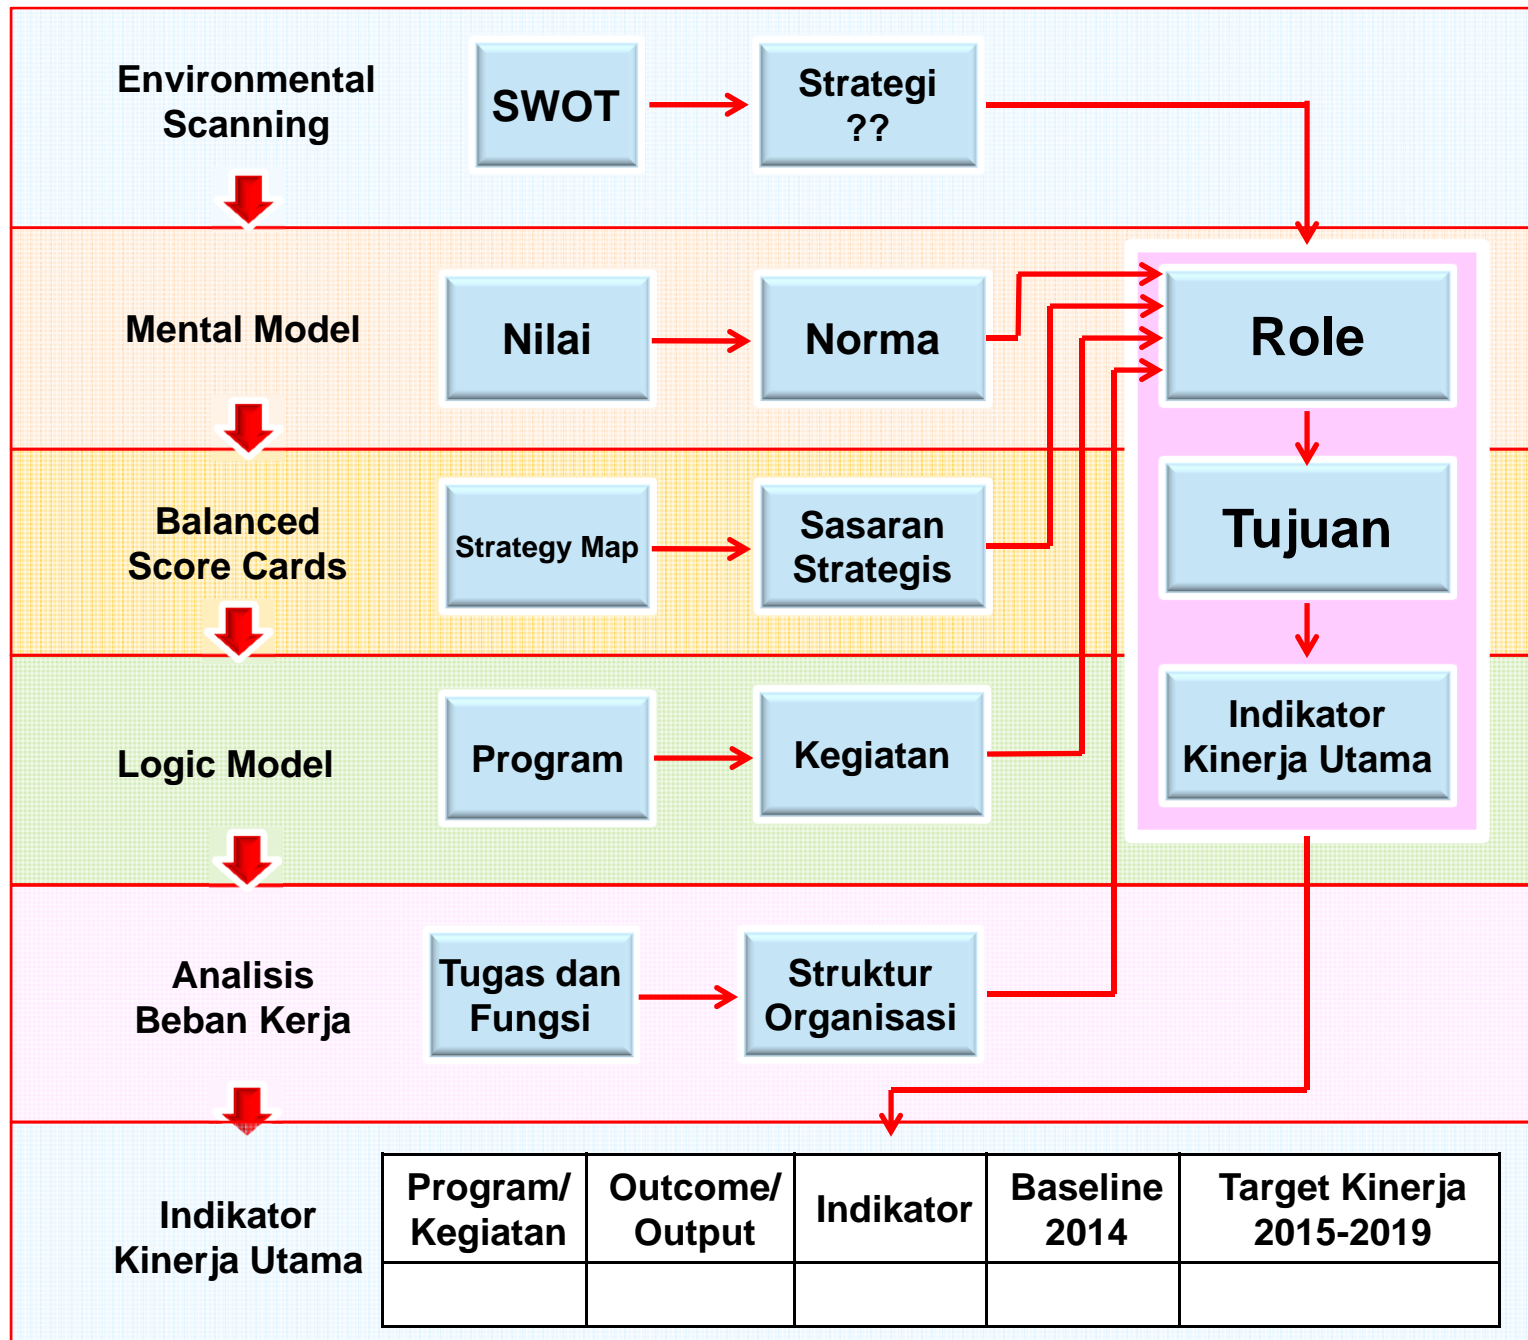 Environmental
Scanning
SWOT
Strategi
??
Mental Model
Nilai
Norma
Role
Balanced
Score Cards
Strategy Map
Sasaran
Strategis
Tujuan
Logic Model
Program
Kegiatan
Indikator
Kinerja Utama
Analisis
Beban Kerja
Tugas dan
Fungsi
Struktur
Organisasi
Indikator
Kinerja Utama
Program/
Kegiatan
Outcome/
Output
Indikator
Baseline
2014
Target Kinerja
2015-2019